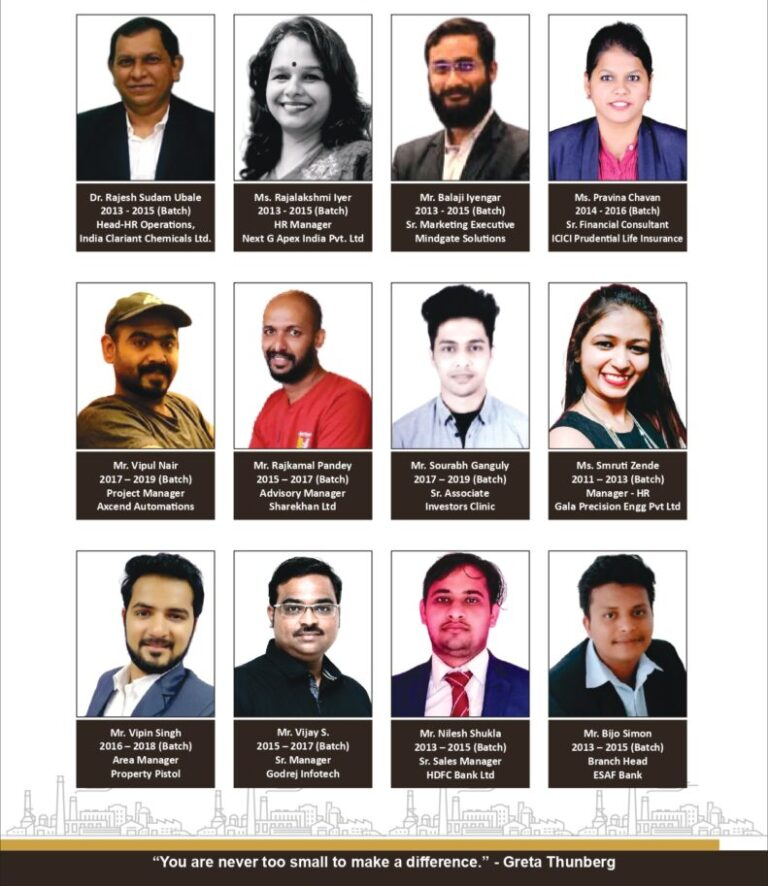 Dr. Rajesh Sudam Ubale
2013 - 2015 (Batch)
Head-HR Operations,
India Clariant Chemicals Ltd.
Ms. Rajalakshmi Iyer
2013 - 2015 (Batch)
HR Manager
Next G Apex India Pvt. Ltd
Mr. Balaji Iyengar
2013 - 2015 (Batch)
Sr. Marketing Executive
Mindgate Solutions
Ms. Pravina Chavan
2014 - 2016 (Batch)
Sr. Financial Consultant
ICICI Prudential Life Insurance
Mr. Vipul Nair
2017 – 2019 (Batch)
Project Manager
Axcend Automations
Mr. Rajkamal Pandey
2015 – 2017 (Batch)
Advisory Manager
Sharekhan Ltd
Mr. Sourabh Ganguly
2017 – 2019 (Batch)
Sr. Associate
Investors Clinic
Ms. Smruti Zende
2011 – 2013 (Batch)
Manager - HR
Gala Precision Engg Pvt Ltd
Mr. Vipin Singh
2016 – 2018 (Batch)
Area Manager
Property Pistol
Mr. Vijay S.
2015 – 2017 (Batch)
Sr. Manager
Godrej Infotech
Mr. Nilesh Shukla
2013 – 2015 (Batch)
Sr. Sales Manager
HDFC Bank Ltd
Mr. Bijo Simon
2013 – 2015 (Batch)
Branch Head
ESAF Bank
“You are never too small to make a difference.” - Greta Thunberg